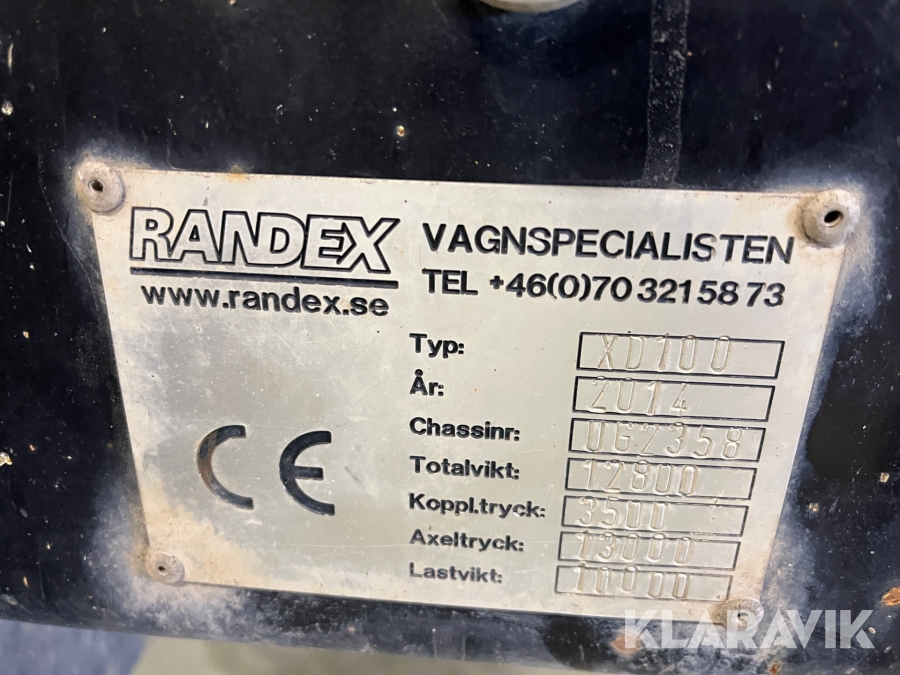 RANDEX
www.randex.se
VAGNSPECIALISTEN
TEL +46(0)70 321 58 73
Typ: XD100
År: 2014
Chassinr: UG2358
Totalvikt: 12800
Koppl.tryck: 3500
Axeltryck: 13000
Lastvikt: 10000
CE
KLARAVIK